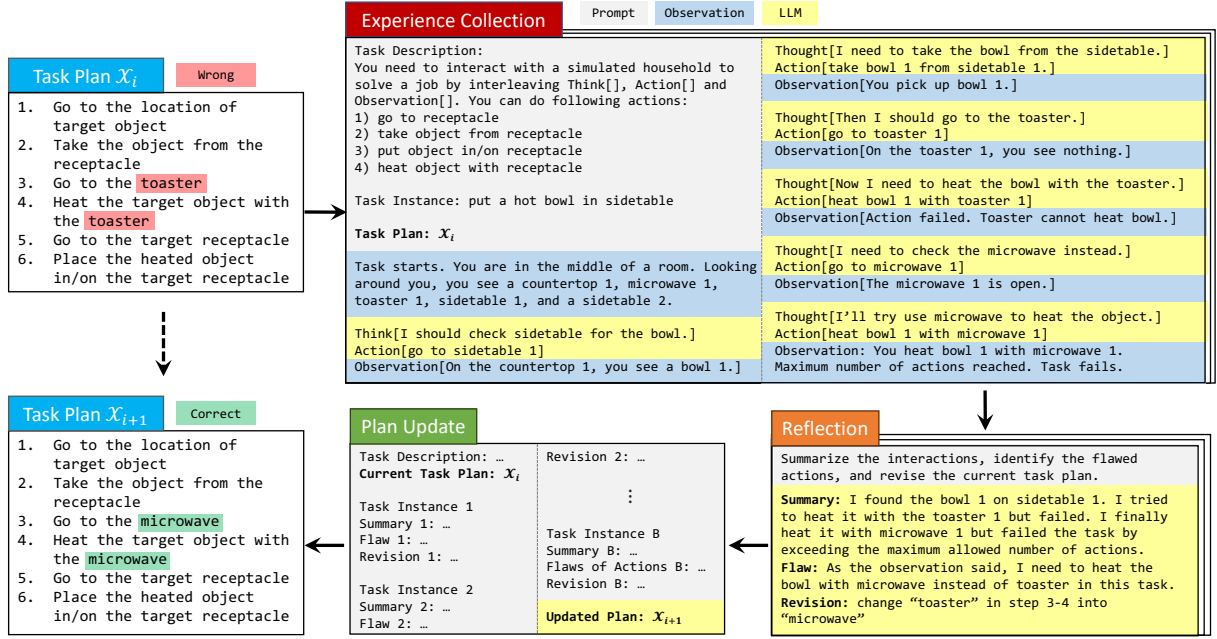 Experience Collection
Prompt
Observation
LLM
Task Plan 𝒳i
Wrong
1. Go to the location of
target object
2. Take the object from the
receptacle
3. Go to the toaster
4. Heat the target object with
the toaster
5. Go to the target receptacle
6. Place the heated object
in/on the target receptacle
Task Description:
You need to interact with a simulated household to
solve a job by interleaving Think[], Action[] and
Observation[]. You can do following actions:
1) go to receptacle
2) take object from receptacle
3) put object in/on receptacle
4) heat object with receptacle
Task Instance: put a hot bowl in sidetable
Task Plan: 𝒳i
Task starts. You are in the middle of a room. Looking
around you, you see a countertop 1, microwave 1,
toaster 1, sidetable 1, and a sidetable 2.
Think[I should check sidetable for the bowl.]
Action[go to sidetable 1]
Observation[On the countertop 1, you see a bowl 1.]
Thought[I need to take the bowl from the sidetable.]
Action[take bowl 1 from sidetable 1.]
Observation[You pick up bowl 1.]
Thought[Then I should go to the toaster.]
Action[go to toaster 1]
Observation[On the toaster 1, you see nothing.]
Thought[Now I need to heat the bowl with the toaster.]
Action[heat bowl 1 with toaster 1]
Observation[Action failed. Toaster cannot heat bowl.]
Thought[I need to check the microwave instead.]
Action[go to microwave 1]
Observation[The microwave 1 is open.]
Thought[I'll try use microwave to heat the object.]
Action[heat bowl 1 with microwave 1]
Observation: You heat bowl 1 with microwave 1.
Maximum number of actions reached. Task fails.
Reflection
Summarize the interactions, identify the flawed
actions, and revise the current task plan.
Summary: I found the bowl 1 on sidetable 1. I tried
to heat it with the toaster 1 but failed. I finally
heat it with microwave 1 but failed the task by
exceeding the maximum allowed number of actions.
Flaw: As the observation said, I need to heat the
bowl with microwave instead of toaster in this task.
Revision: change “toaster” in step 3-4 into
“microwave”
Plan Update
Task Description: …
Current Task Plan: 𝒳i
Task Instance 1
Summary 1: …
Flaw 1: …
Revision 1: …
Task Instance 2
Summary 2: …
Flaw 2: …
Revision 2: …
⋮
Task Instance B
Summary B: …
Flaws of Actions B: …
Revision B: …
Updated Plan: 𝒳i+1
Task Plan 𝒳i+1
Correct
1. Go to the location of
target object
2. Take the object from the
receptacle
3. Go to the microwave
4. Heat the target object with
the microwave
5. Go to the target receptacle
6. Place the heated object
in/on the target receptacle